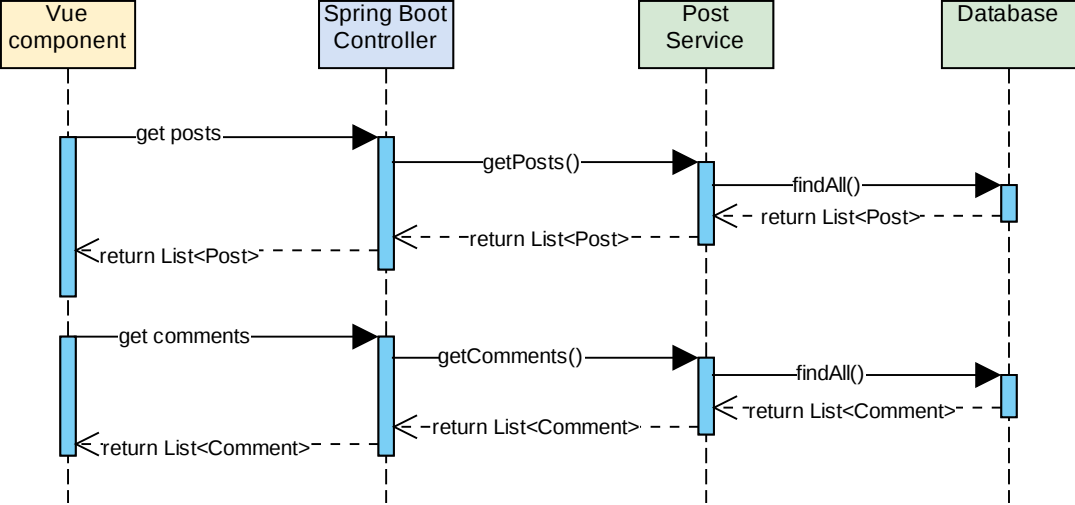 Vue
component
Spring Boot
Controller
Post
Service
Database
get posts
getPosts()
findAll()
return List<Post>
return List<Post>
return List<Post>
get comments
getComments()
findAll()
return List<Comment>
return List<Comment>
return List<Comment>